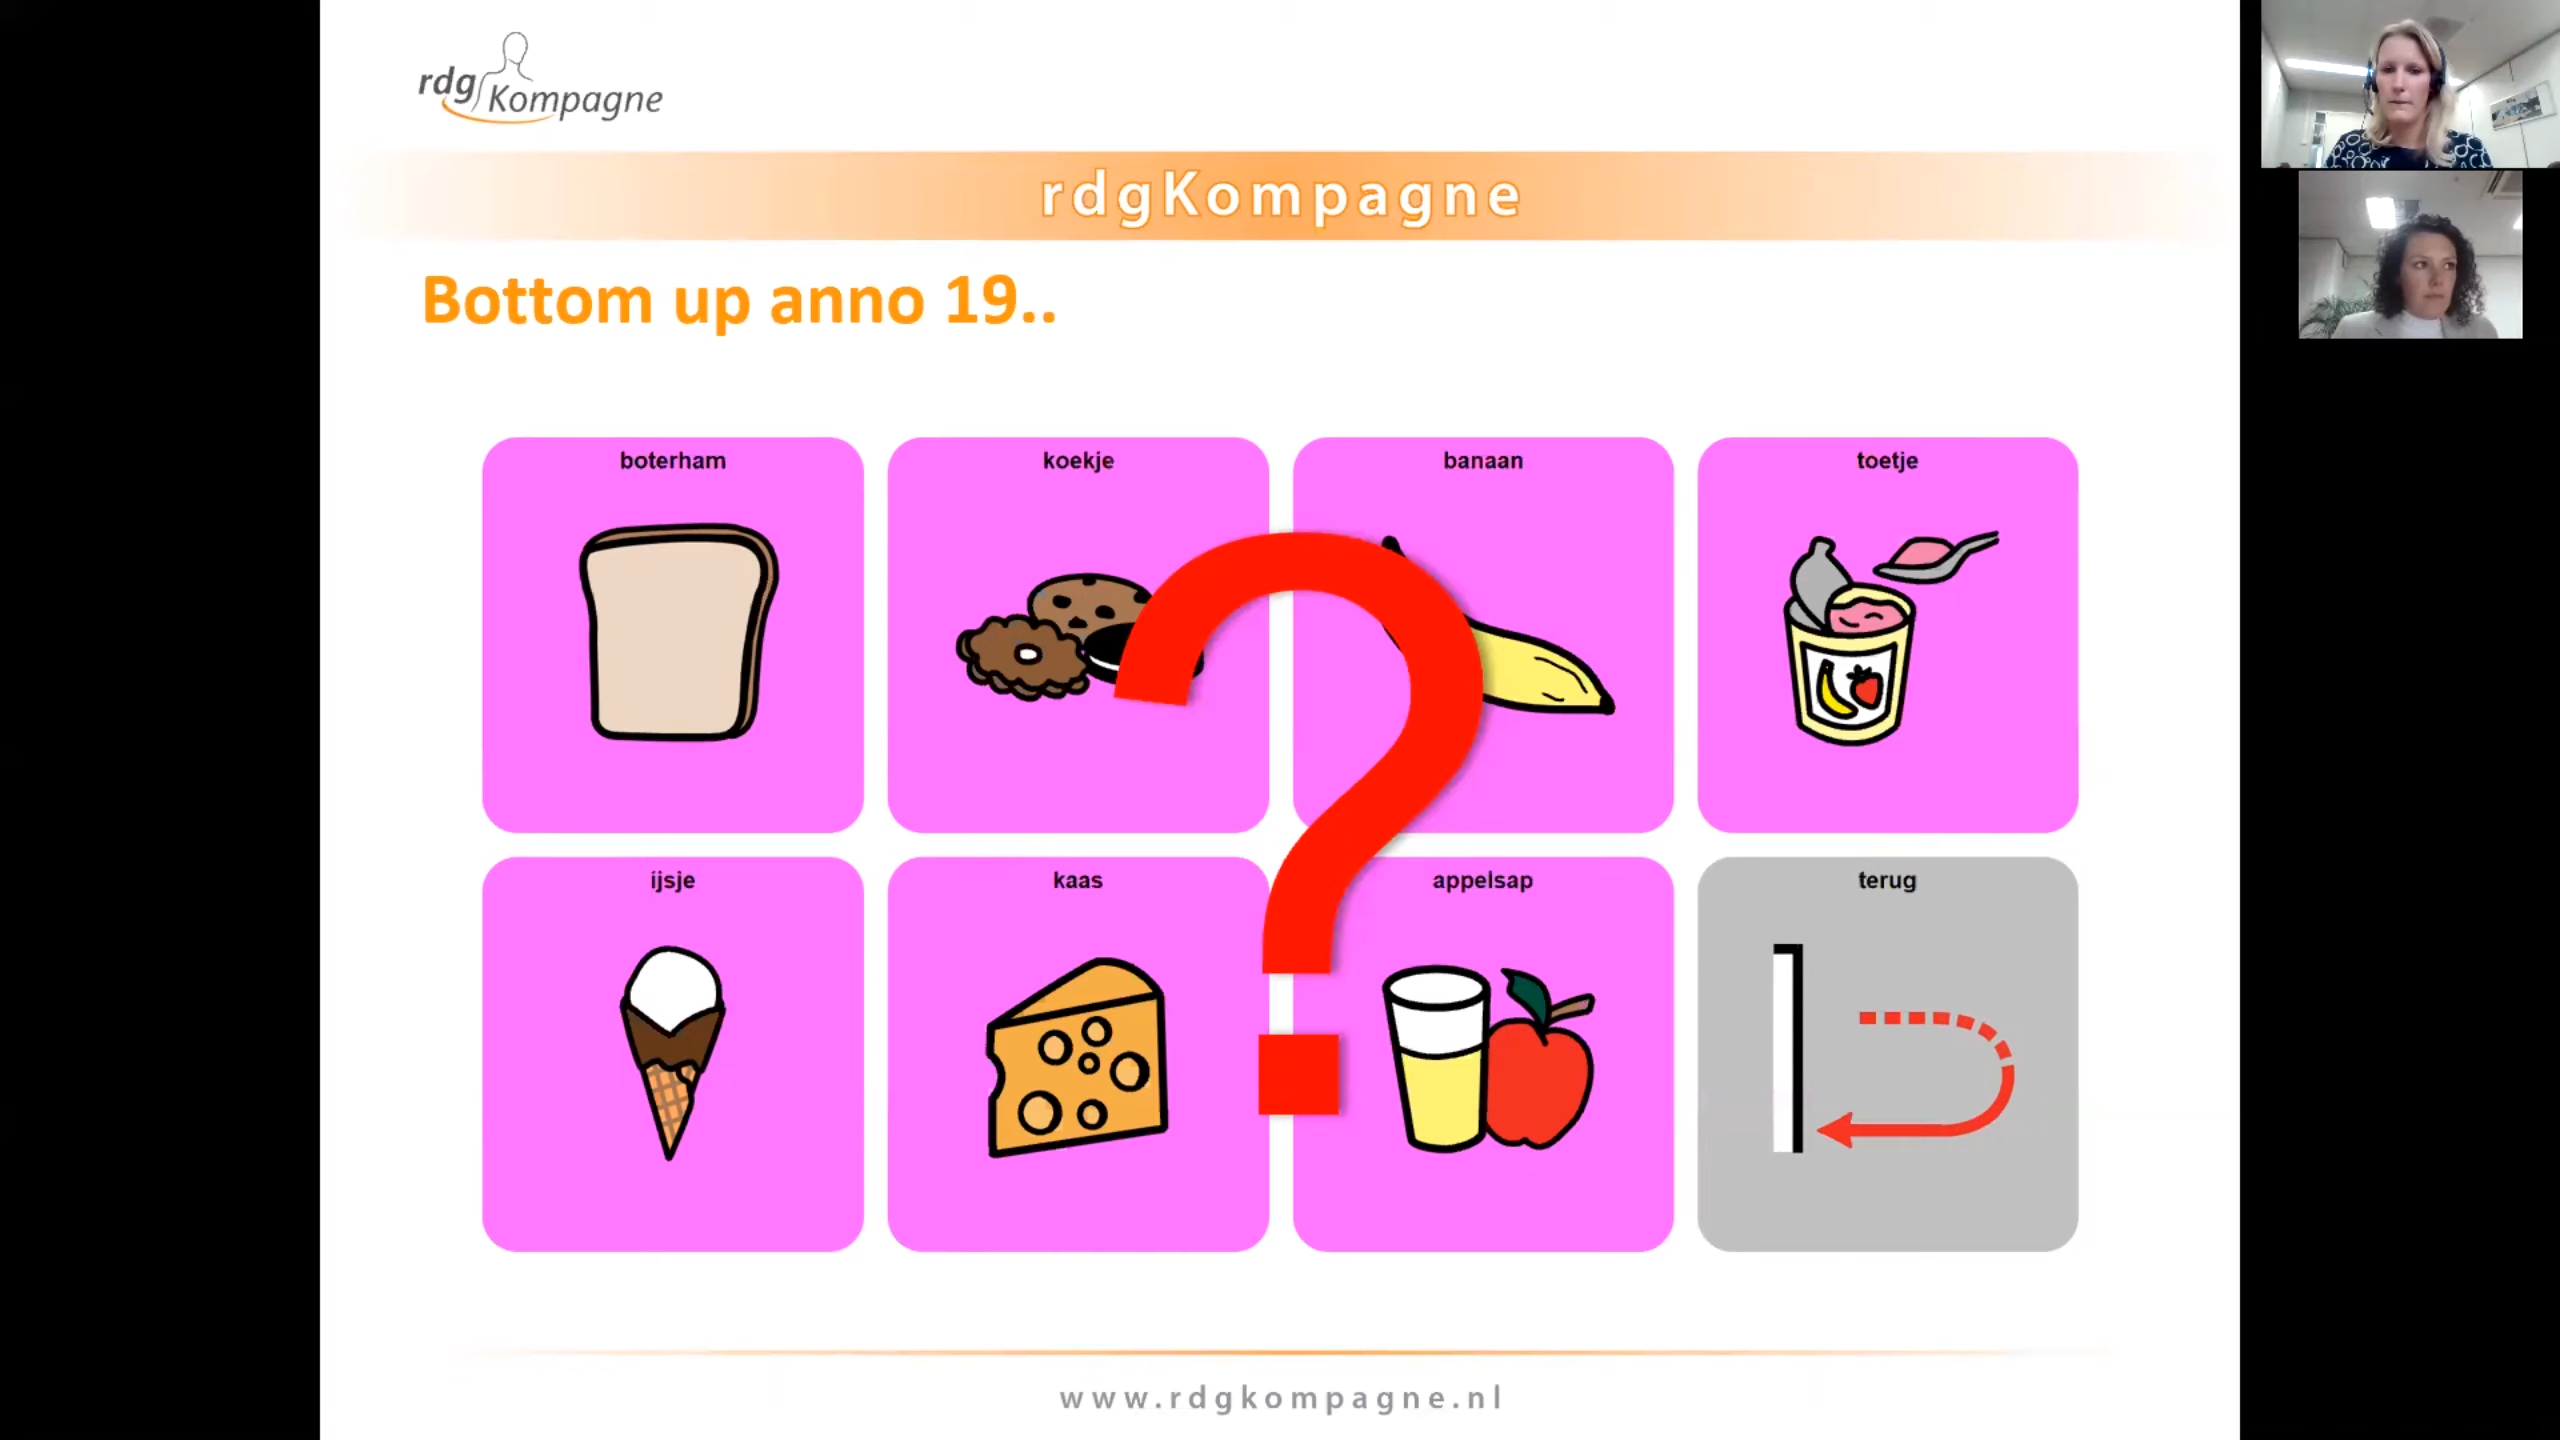 rdg Kompagne
rdgKompagne
Bottom up anno 19..
boterham
koekje
banaan
toetje
ijsje
kaas
appelsap
terug
www.rdgkompagne.nl